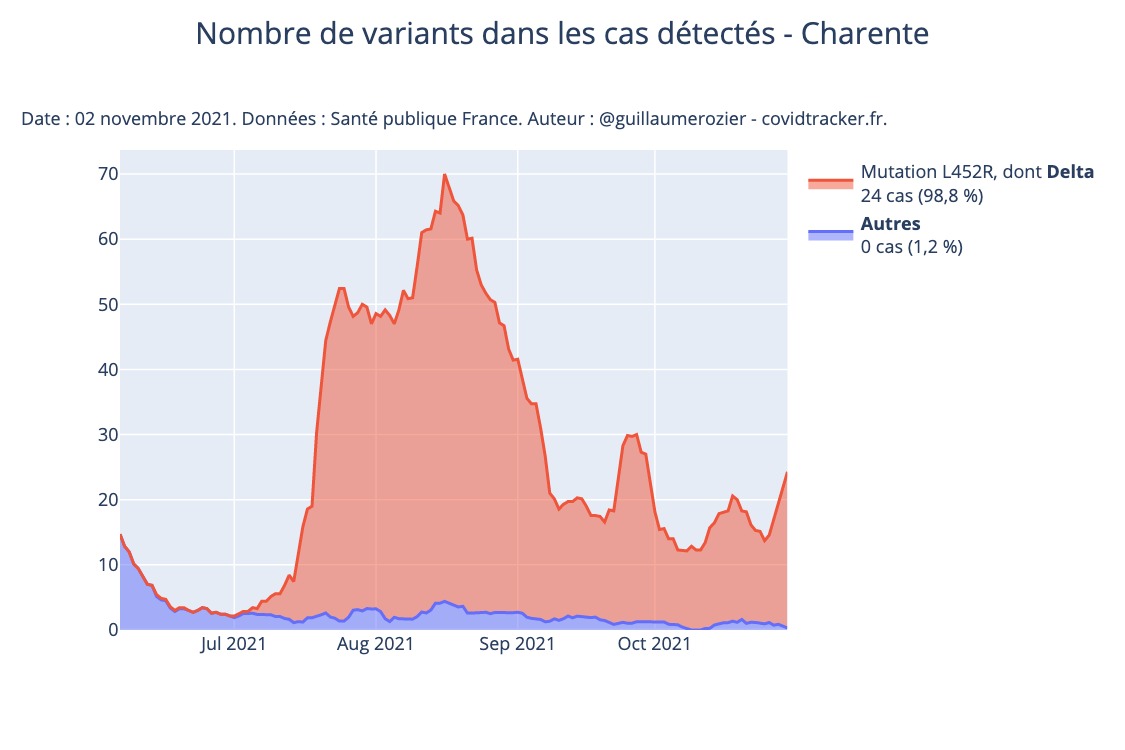 Nombre de variants dans les cas détectés - Charente
Date : 02 novembre 2021. Données : Santé publique France. Auteur : @guillaumerozier - covidtracker.fr.
70
60
50
40
30
20
10
0
Jul 2021
Aug 2021
Sep 2021
Oct 2021
Mutation L452R, dont Delta
24 cas (98,8 %)
Autres
0 cas (1,2 %)